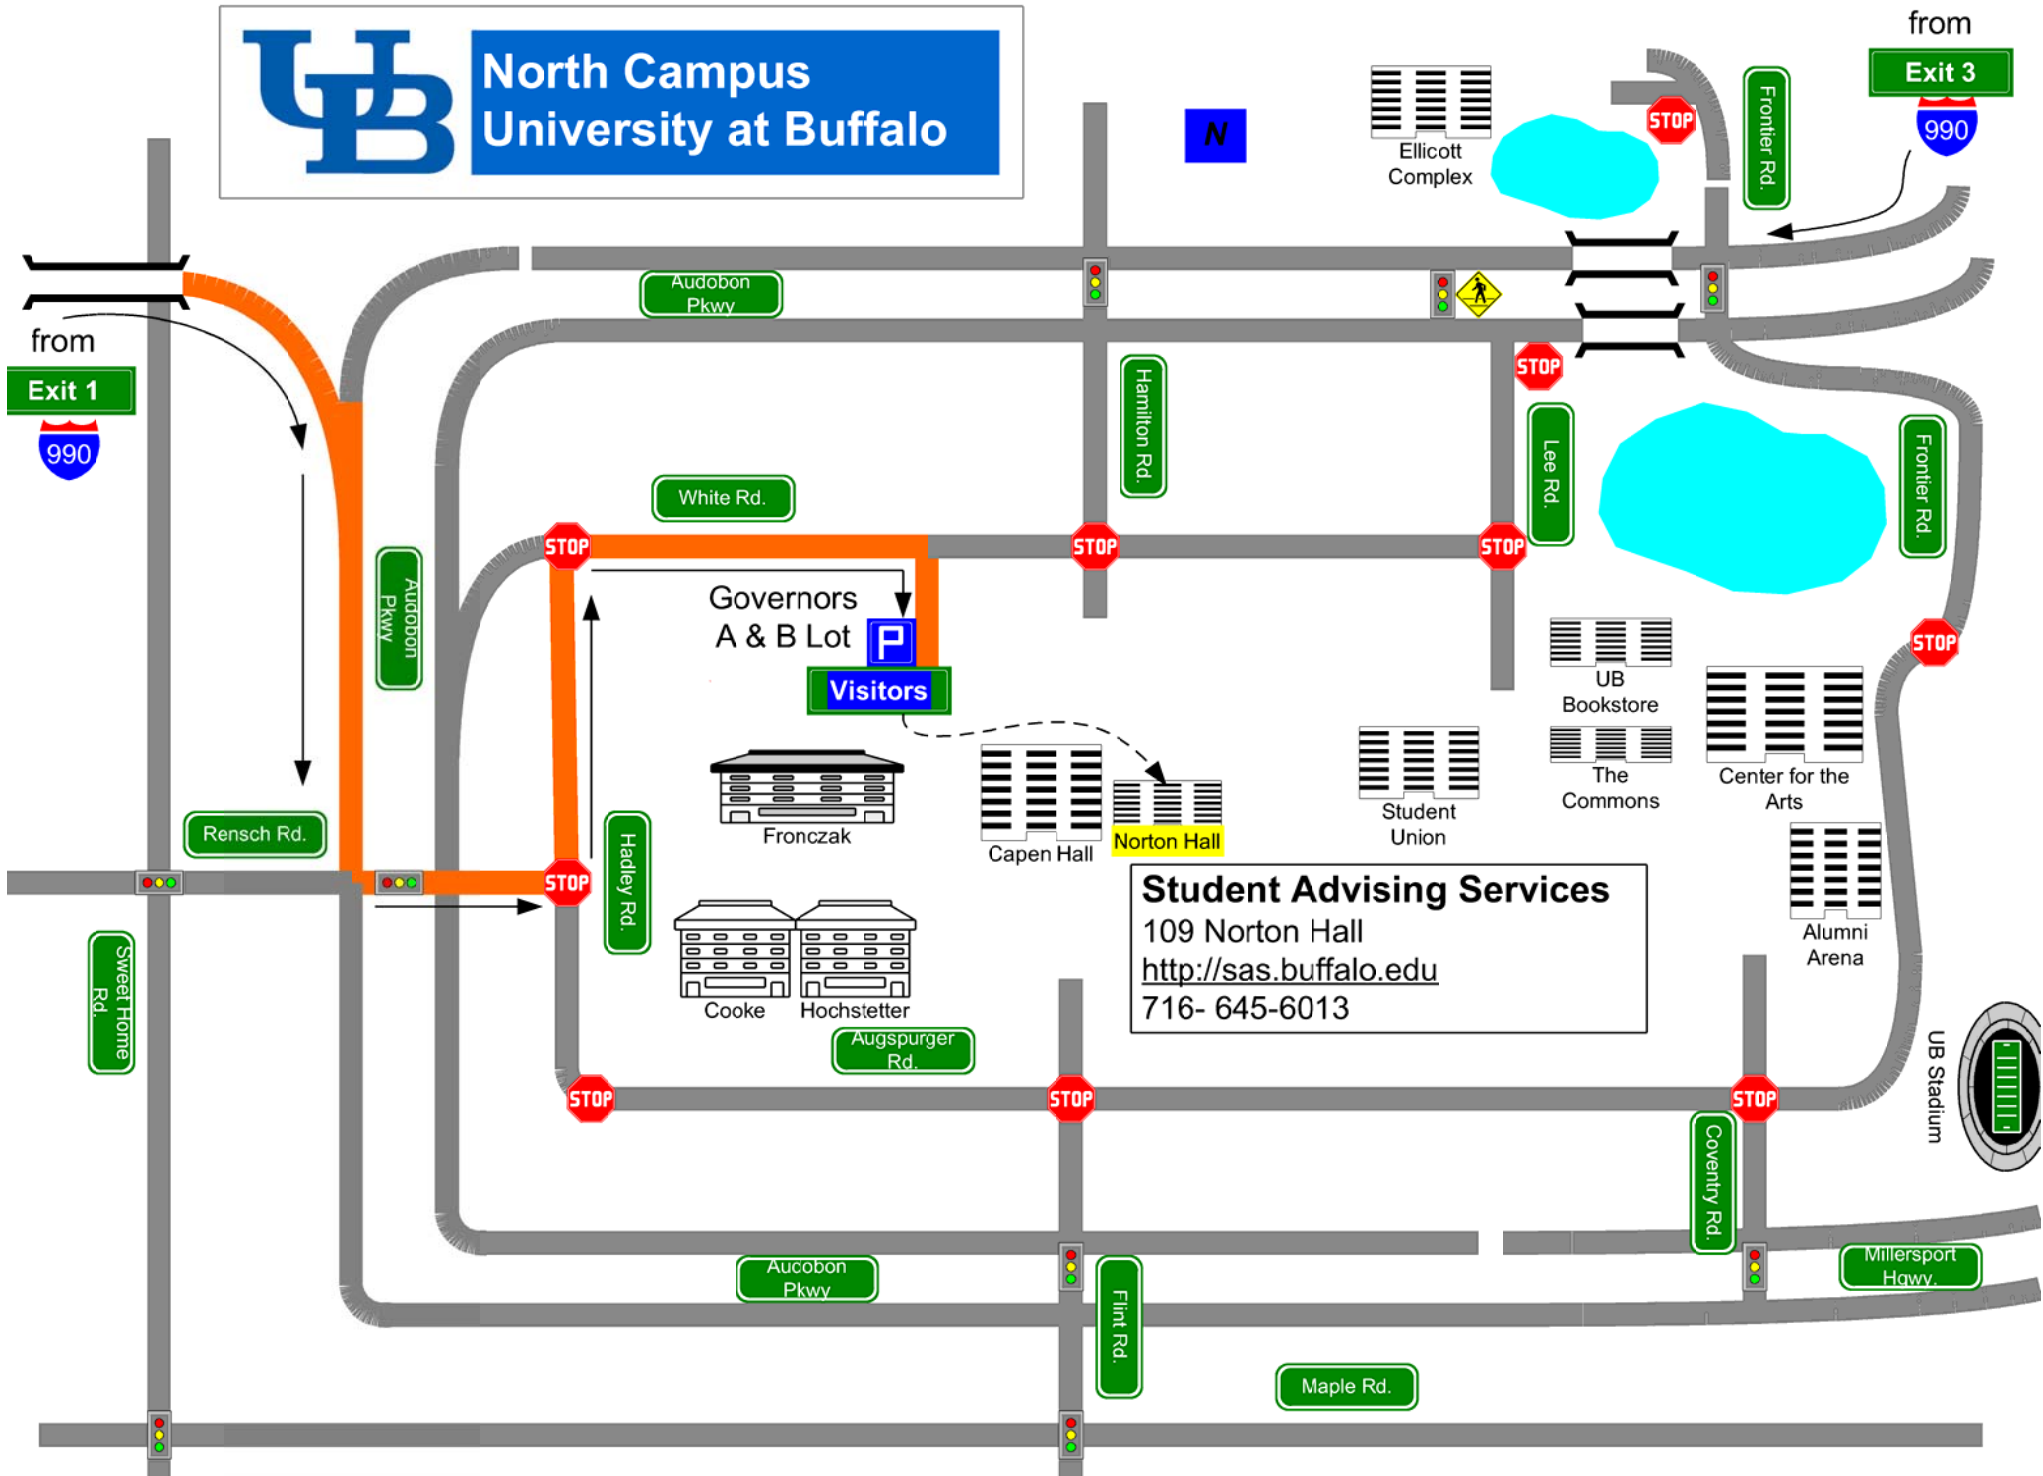 UB
North Campus
University at Buffalo
N
from
Exit 3
990
Ellicott
Complex
STOP
Frontier Rd.
Audobon
Pkwy
from
Exit 1
990
STOP
Hamilton Rd.
Lee Rd.
Frontier Rd.
White Rd.
STOP
STOP
STOP
Audobon
Pkwy
Governors
A & B Lot
P
Visitors
STOP
UB
Bookstore
The
Commons
Center for the
Arts
Student
Union
Rensch Rd.
Hadley Rd.
Fronczak
Capen Hall
Norton Hall
STOP
Student Advising Services
109 Norton Hall
http://sas.buffalo.edu
716- 645-6013
Alumni
Arena
Sweet Home
Rd.
Cooke
Hochstetter
Augspurger
Rd.
UB Stadium
STOP
STOP
STOP
Coventry Rd.
Audobon
Pkwy
Millersport
Hgwy.
Flint Rd.
Maple Rd.